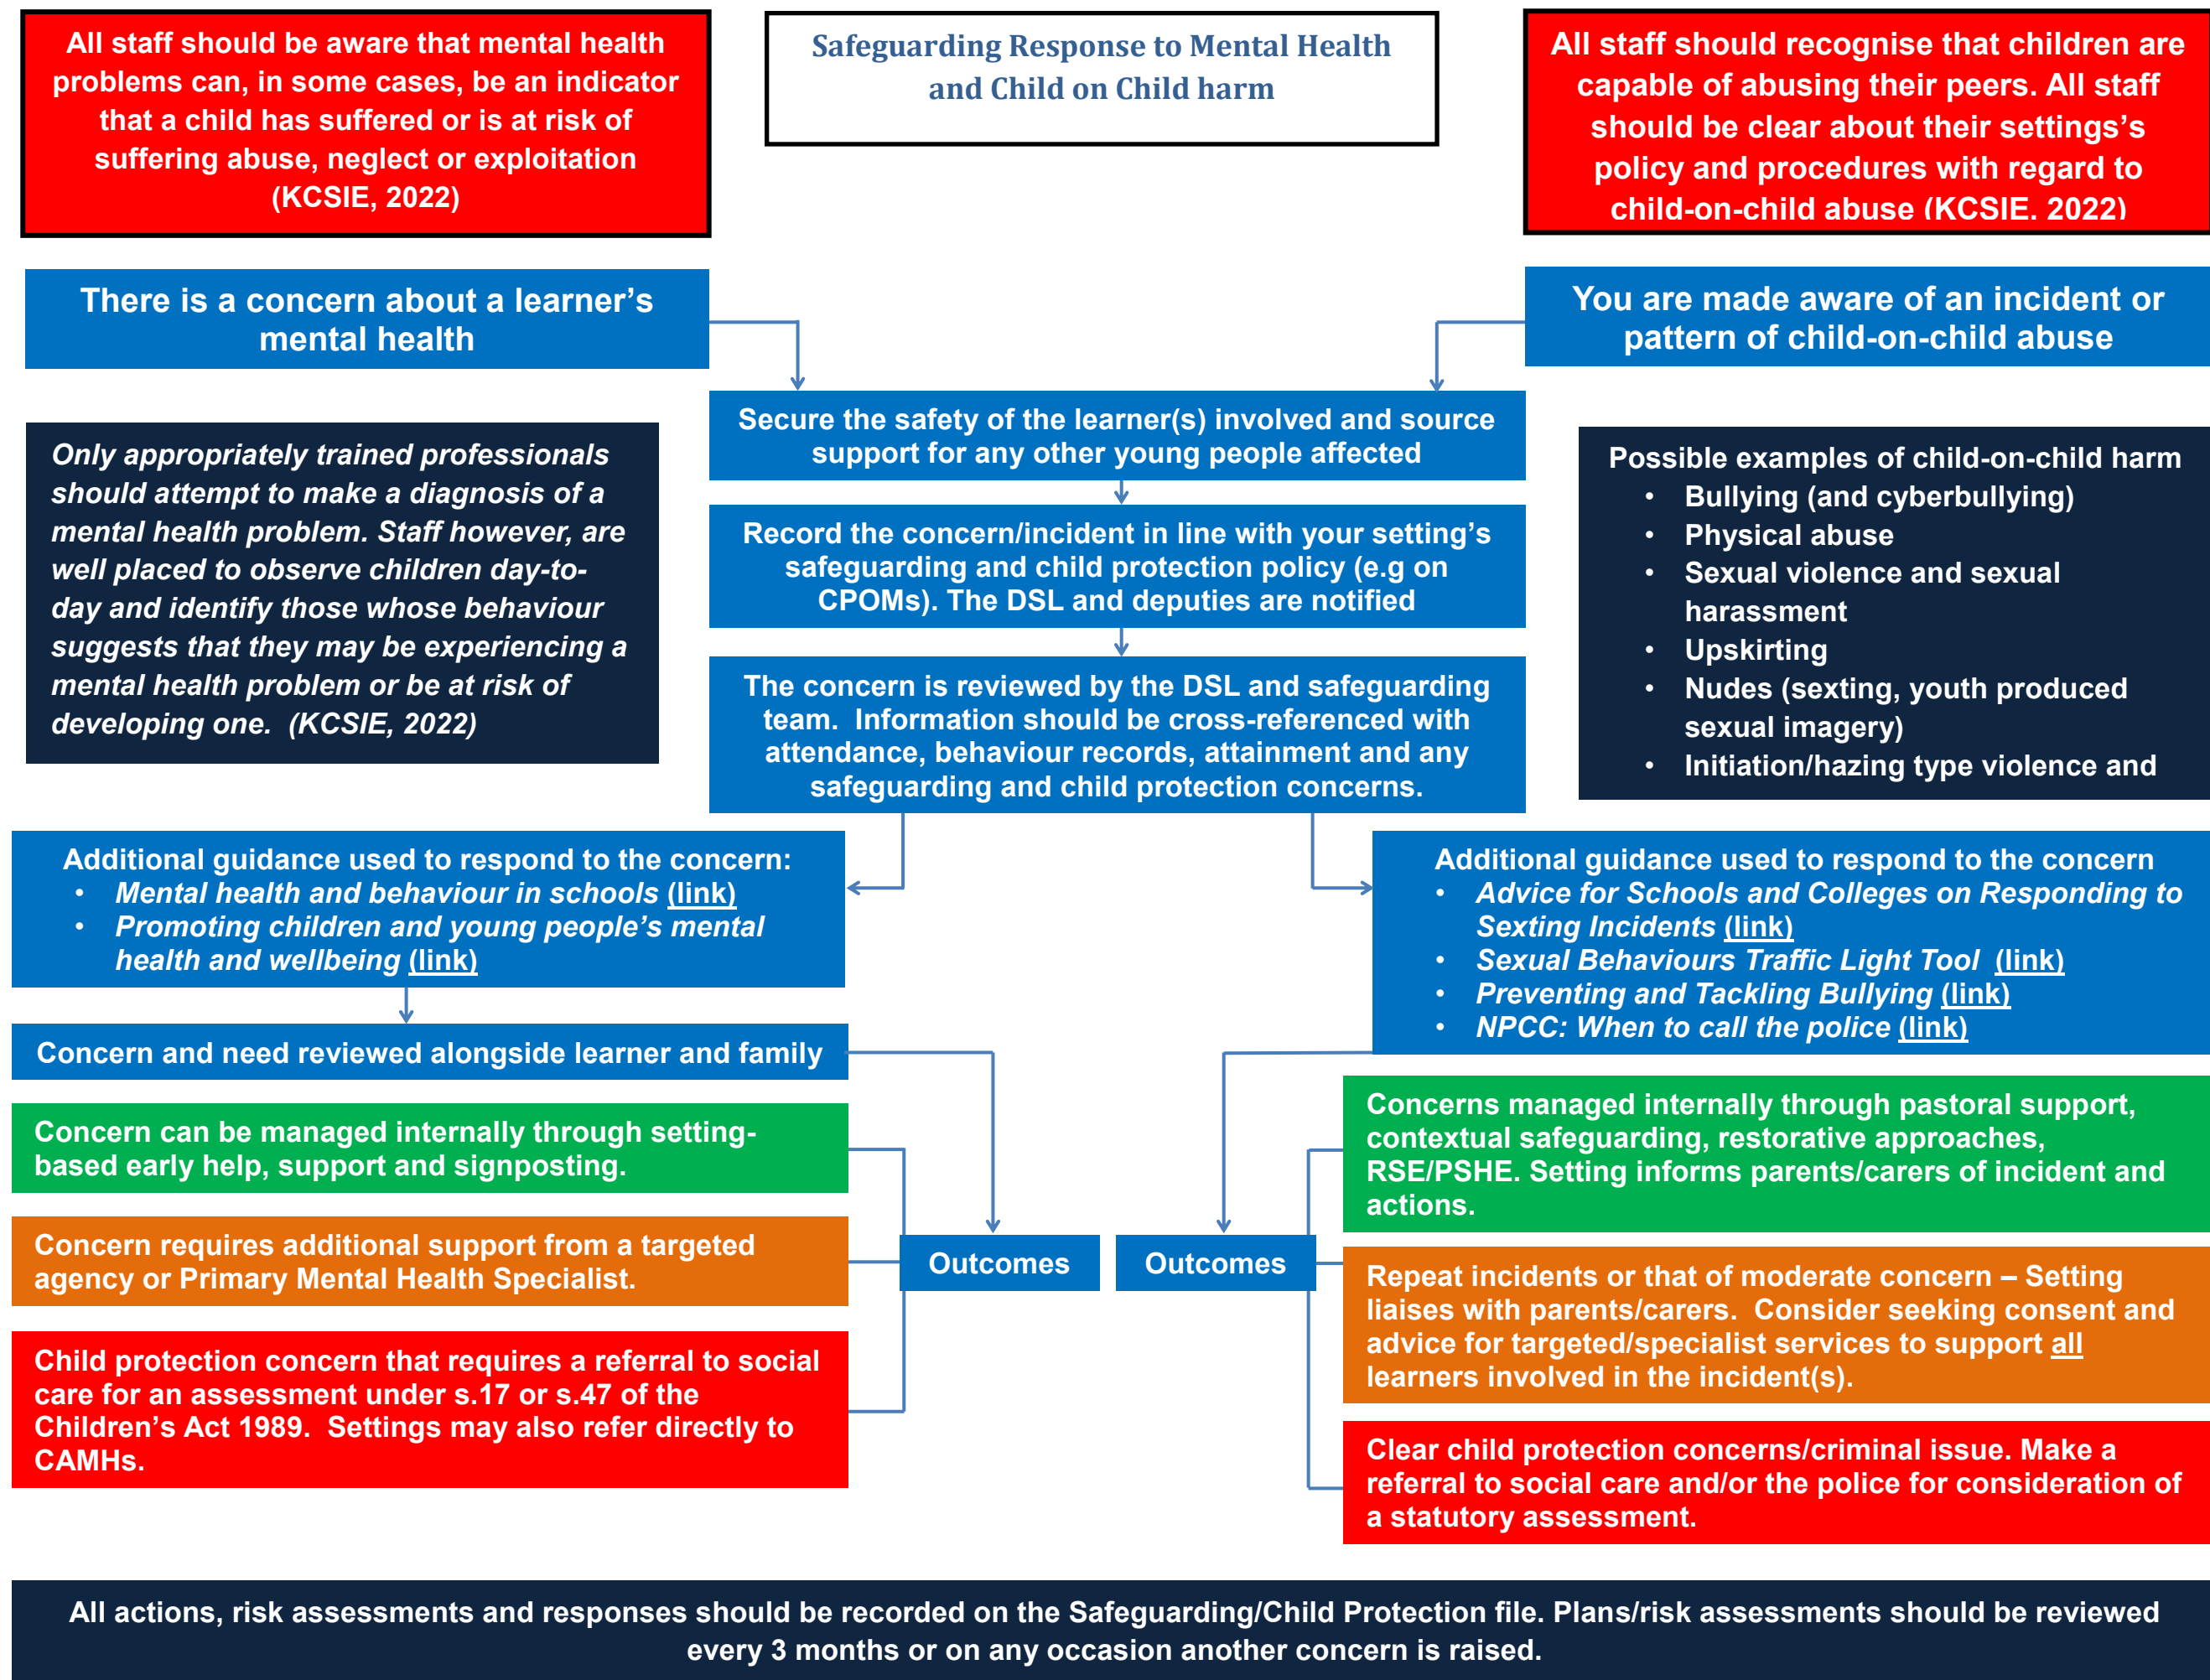 All staff should be aware that mental health
problems can, in some cases, be an indicator
that a child has suffered or is at risk of
suffering abuse, neglect or exploitation
(KCSIE, 2022)
Safeguarding Response to Mental Health
and Child on Child harm
All staff should recognise that children are
capable of abusing their peers. All staff
should be clear about their settings's
policy and procedures with regard to
child-on-child abuse (KCSIE. 2022)
There is a concern about a learner's
mental health
You are made aware of an incident or
pattern of child-on-child abuse
Secure the safety of the learner(s) involved and source
support for any other young people affected
Only appropriately trained professionals
should attempt to make a diagnosis of a
mental health problem. Staff however, are
well placed to observe children day-to-
day and identify those whose behaviour
suggests that they may be experiencing a
mental health problem or be at risk of
developing one.  (KCSIE, 2022)
Record the concern/incident in line with your setting's
safeguarding and child protection policy (e.g on
CPOMs). The DSL and deputies are notified
The concern is reviewed by the DSL and safeguarding
team.  Information should be cross-referenced with
attendance, behaviour records, attainment and any
safeguarding and child protection concerns.
Possible examples of child-on-child harm
• Bullying (and cyberbullying)
• Physical abuse
• Sexual violence and sexual
harassment
• Upskirting
• Nudes (sexting, youth produced
sexual imagery)
• Initiation/hazing type violence and
Additional guidance used to respond to the concern:
• Mental health and behaviour in schools (link)
• Promoting children and young people's mental
health and wellbeing (link)
Additional guidance used to respond to the concern
• Advice for Schools and Colleges on Responding to
Sexting Incidents (link)
• Sexual Behaviours Traffic Light Tool  (link)
• Preventing and Tackling Bullying (link)
• NPCC: When to call the police (link)
Concern and need reviewed alongside learner and family
Concern can be managed internally through setting-
based early help, support and signposting.
Concern requires additional support from a targeted
agency or Primary Mental Health Specialist.
Child protection concern that requires a referral to social
care for an assessment under s.17 or s.47 of the
Children's Act 1989.  Settings may also refer directly to
CAMHs.
Outcomes
Outcomes
Concerns managed internally through pastoral support,
contextual safeguarding, restorative approaches,
RSE/PSHE. Setting informs parents/carers of incident and
actions.
Repeat incidents or that of moderate concern – Setting
liaises with parents/carers.  Consider seeking consent and
advice for targeted/specialist services to support all
learners involved in the incident(s).
Clear child protection concerns/criminal issue. Make a
referral to social care and/or the police for consideration of
a statutory assessment.
All actions, risk assessments and responses should be recorded on the Safeguarding/Child Protection file. Plans/risk assessments should be reviewed
every 3 months or on any occasion another concern is raised.